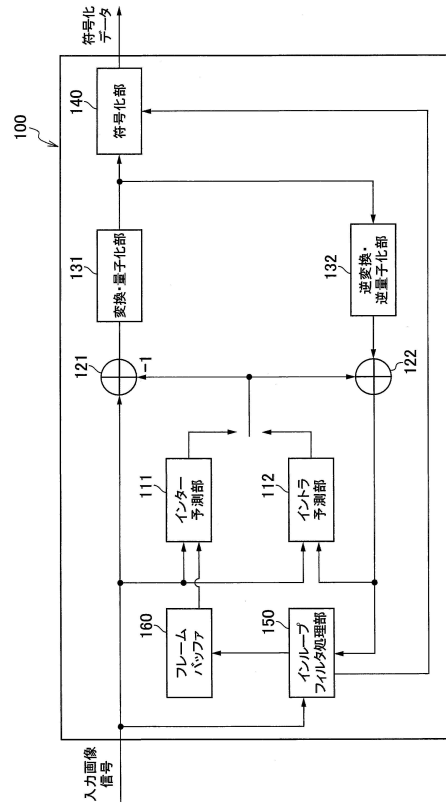 100
入力画像
信号
160
フレーム
バッファ
150
インループ
フィルタ処理部
111
インター
予測部
112
イントラ
予測部
121
-1
122
131
変換・量子化部
132
逆変換・
逆量子化部
140
符号化部
符号化
データ